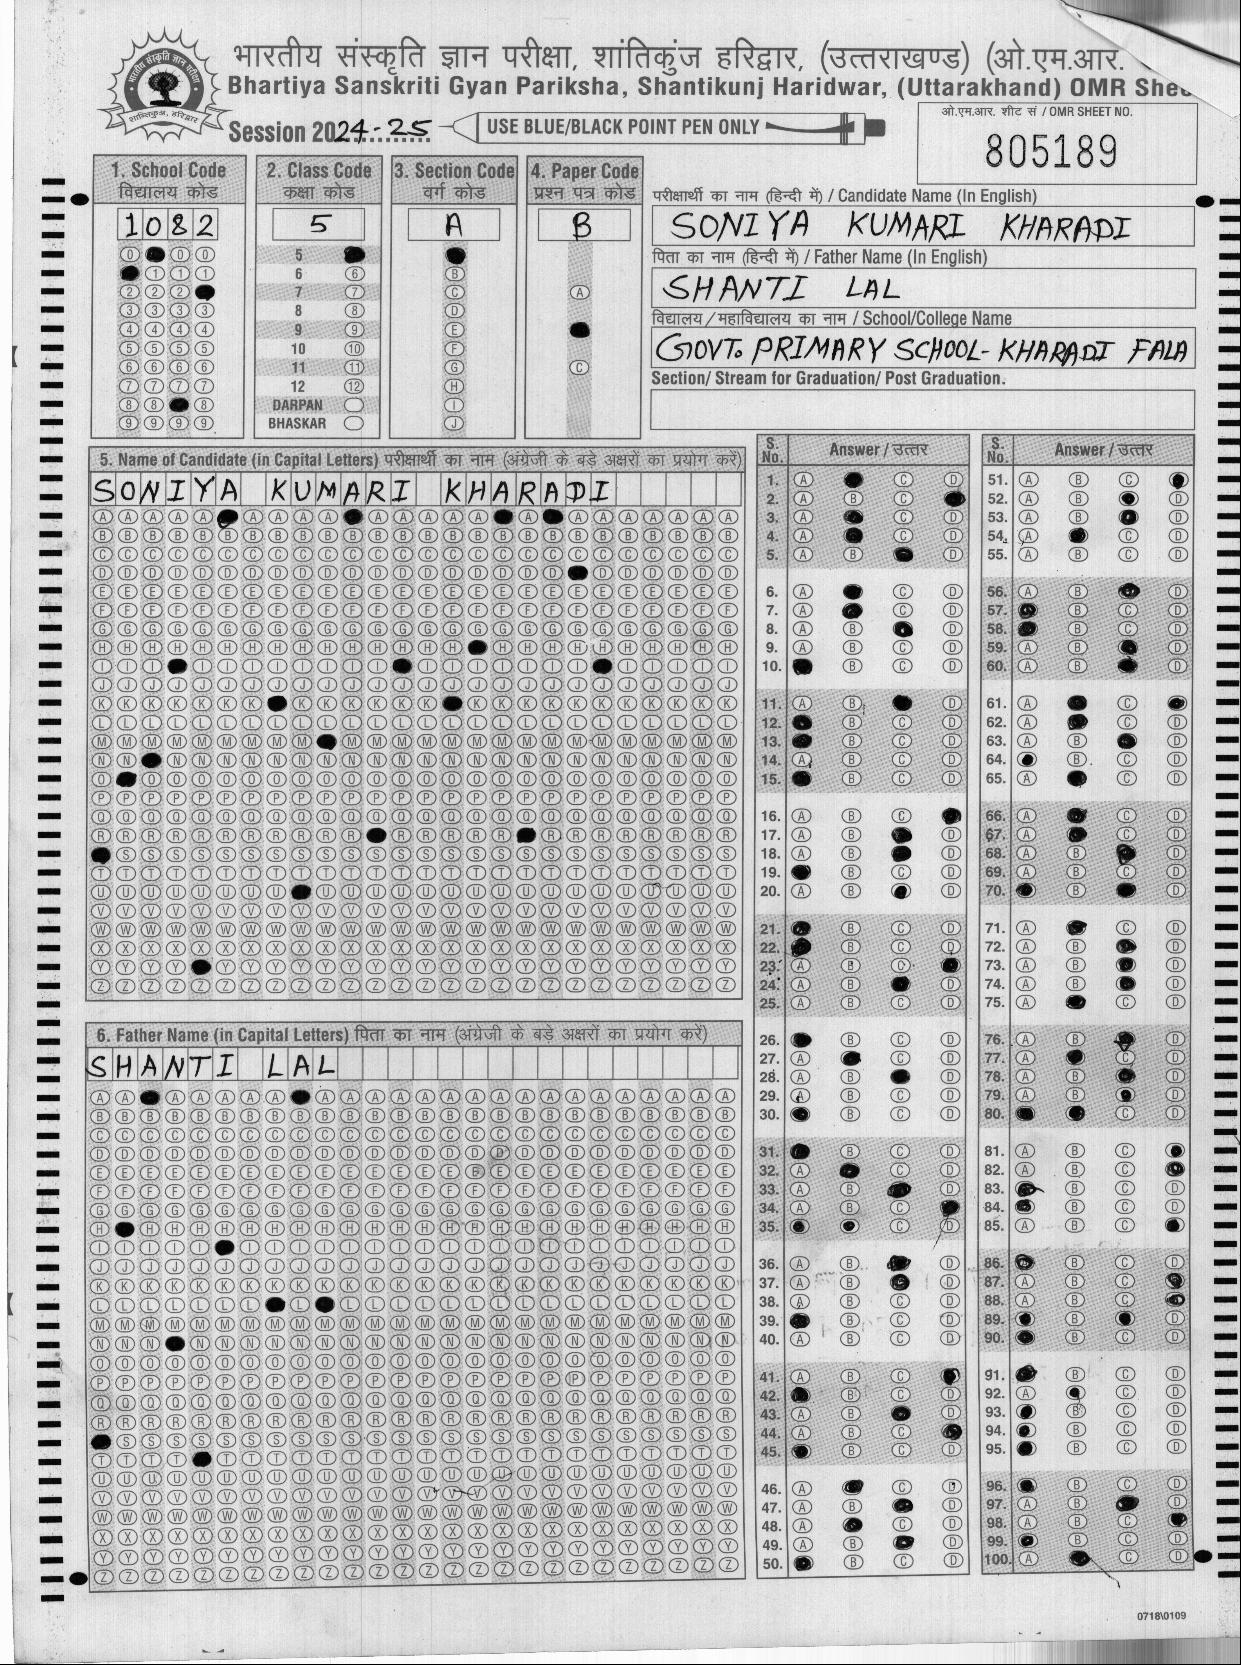 भारतीय संस्कृति ज्ञान परीक्षा, शांतिकुंज हरिद्वार, (उत्तराखण्ड) (ओ.एम.आर.
Bhartiya Sanskriti Gyan Pariksha, Shantikunj Haridwar, (Uttarakhand) OMR
Session 2024-25
USE BLUE/BLACK POINT PEN ONLY
ओ.एम.आर. शीट सं / OMR SHEET NO.
805189
1. School Code
विद्यालय कोड
1082
2. Class Code
कक्षा कोड
5
3. Section Code
वर्ग कोड
A
4. Paper Code
प्रश्न पत्र कोड
B
5
6
7
8
9
10
11
12
DARPAN
BHASKAR
परीक्षार्थी का नाम (हिन्दी में) / Candidate Name (In English)
SONIYA KUMARI KHARADI
पिता का नाम (हिन्दी में) / Father Name (In English)
SHANTI LAL
विद्यालय / महाविद्यालय का नाम / School/College Name
GOVT. PRIMARY SCHOOL- KHARADI FALA
Section/ Stream for Graduation/ Post Graduation.
5. Name of Candidate (in Capital Letters) परीक्षार्थी का नाम (अंग्रेजी के बड़े अक्षरों का प्रयोग करें)
SONIYA KUMARI KHARADI
6. Father Name (in Capital Letters) पिता का नाम (अंग्रेजी के बड़े अक्षरों का प्रयोग करें)
SHANTI LAL
S. No. Answer / उत्तर
S. No. Answer / उत्तर
0718\0109